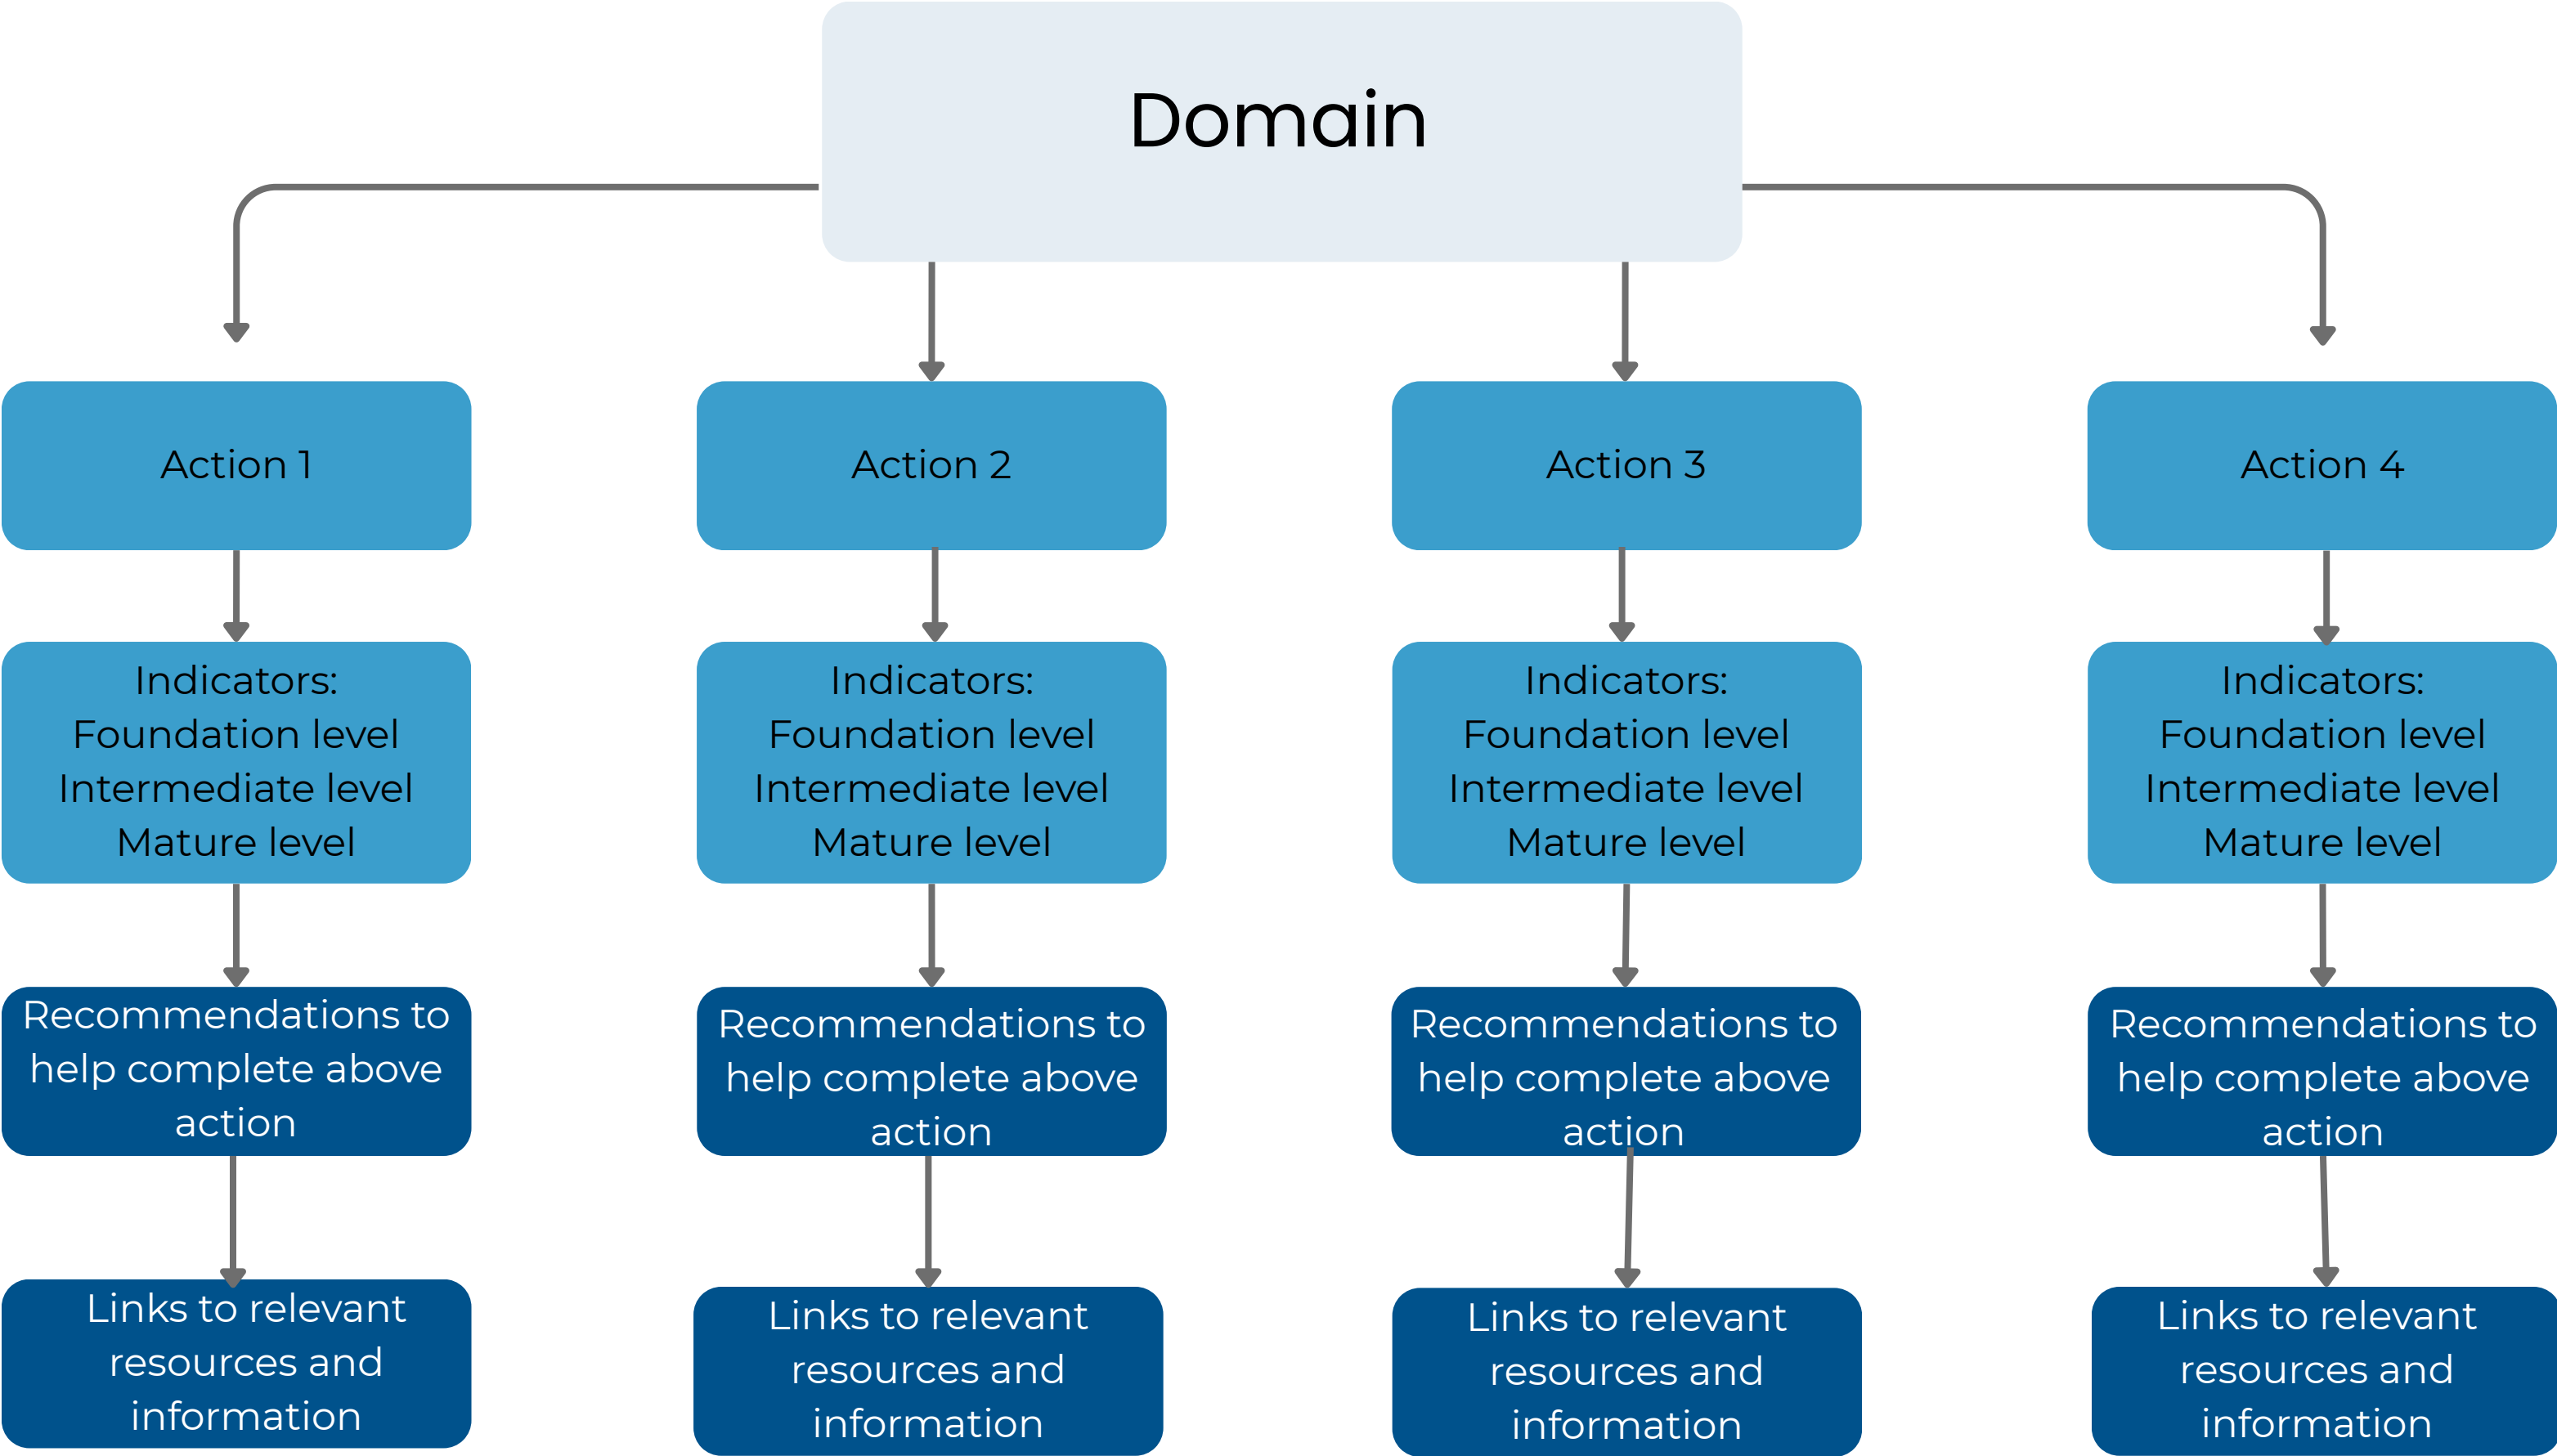 Domain
Action 1
Action 2
Action 3
Action 4
Indicators:
Foundation level
Intermediate level
Mature level
Indicators:
Foundation level
Intermediate level
Mature level
Indicators:
Foundation level
Intermediate level
Mature level
Indicators:
Foundation level
Intermediate level
Mature level
Recommendations to
help complete above
action
Recommendations to
help complete above
action
Recommendations to
help complete above
action
Recommendations to
help complete above
action
Links to relevant
resources and
information
Links to relevant
resources and
information
Links to relevant
resources and
information
Links to relevant
resources and
information